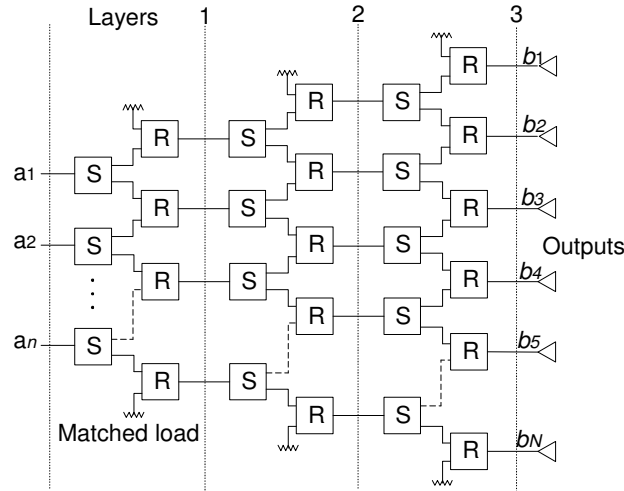 Layers 1 2 3
R b1
R S
R S R b2
a1 S R S
R S R b3
a2 S R S Outputs
R S R b4
R S
an S R b5
R S
R S
Matched load
R bN